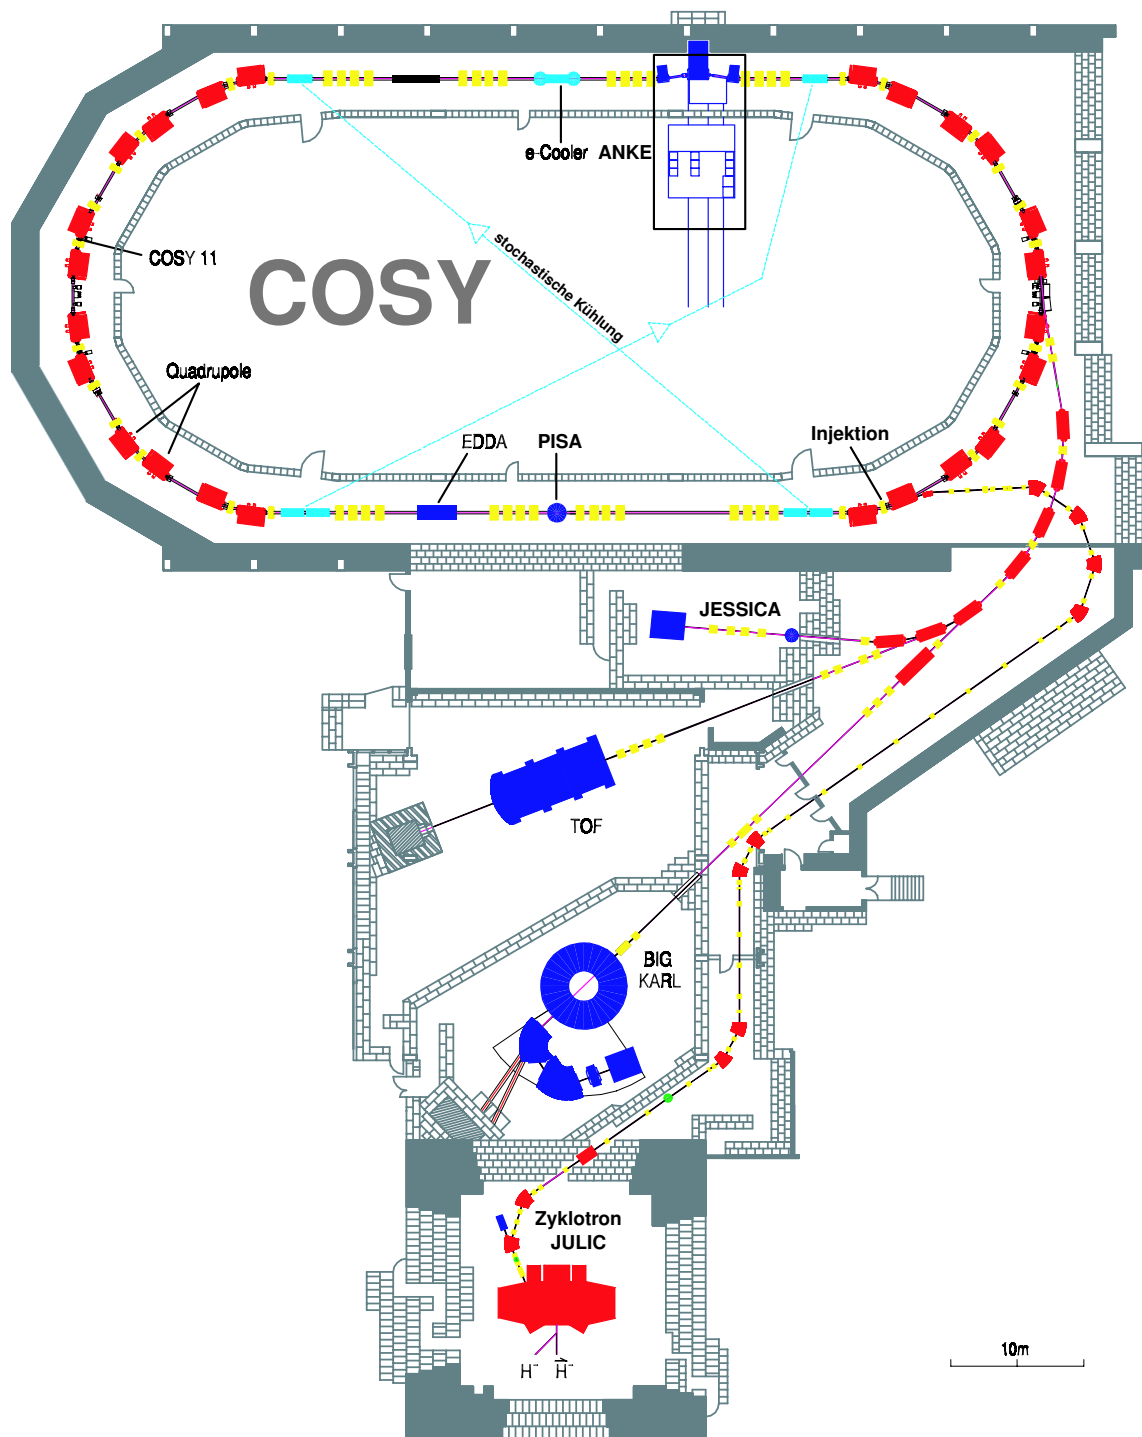 e-Cooler
ANKE
COSY 11
COSY
stochastische Kühlung
Quadrupole
EDDA
PISA
Injektion
JESSICA
TOF
BIG
KARL
Zyklotron
JULIC
H⁻
H⃗⁻
10m